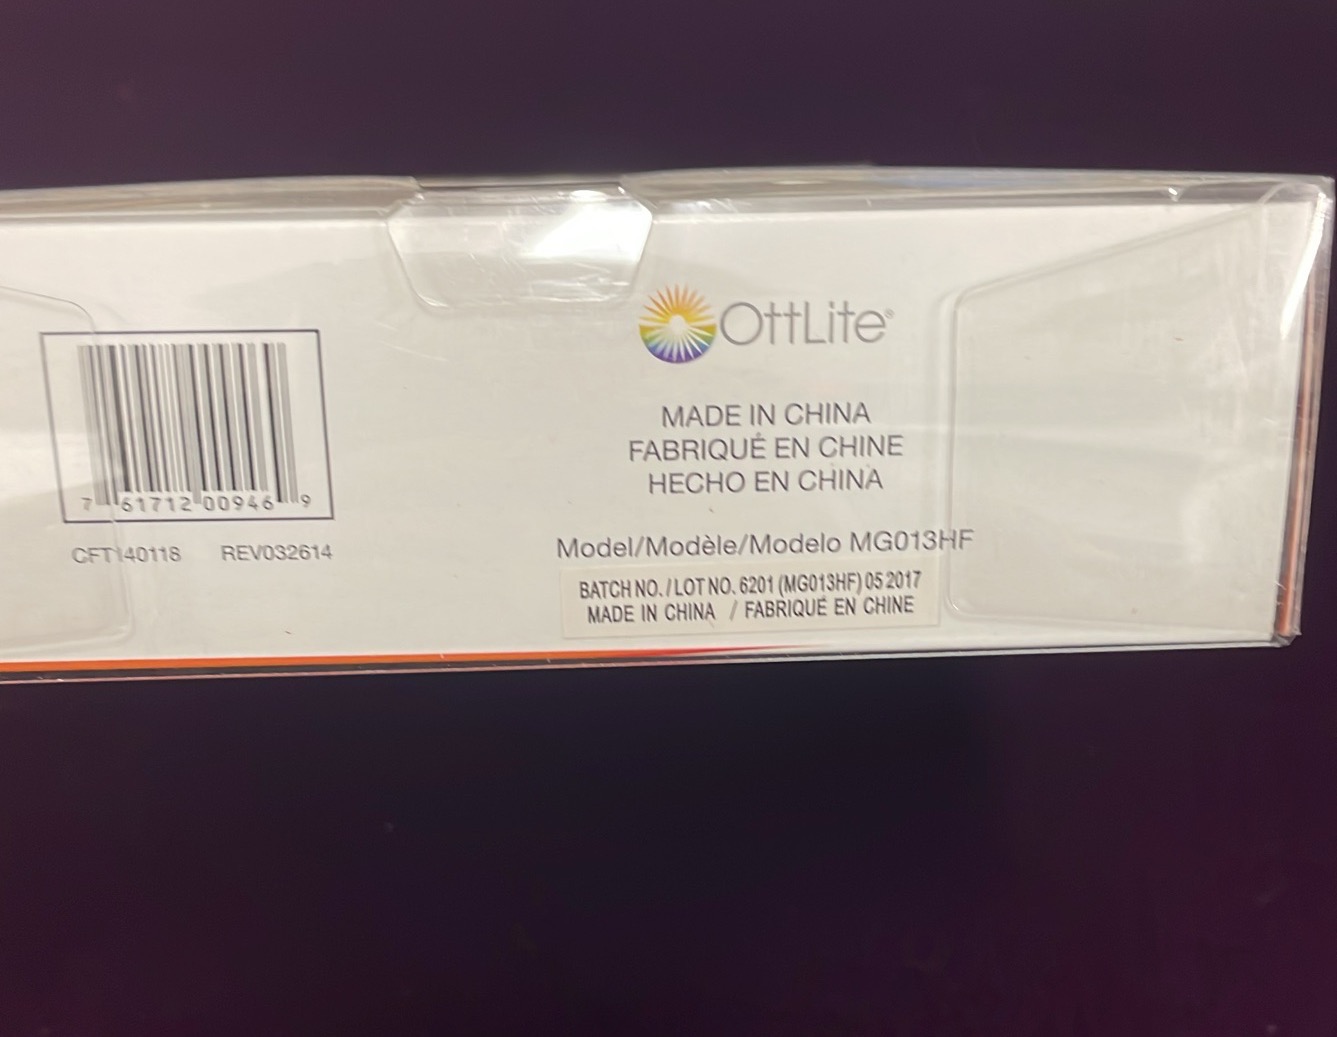 OttLite®
MADE IN CHINA
FABRIQUÉ EN CHINE
HECHO EN CHINA
7 61712 00946 9
CFT140118 REV032614
Model/Modèle/Modelo MG013HF
BATCH NO. / LOT NO. 6201 (MG013HF) 05 2017
MADE IN CHINA / FABRIQUÉ EN CHINE